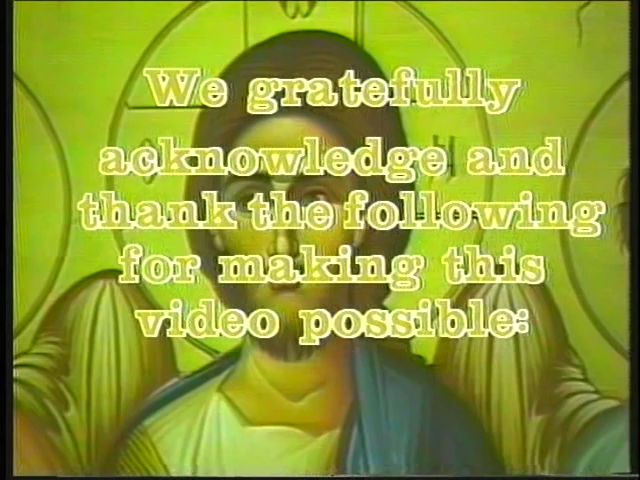 We gratefully
acknowledge and
thank the following
for making this
video possible: